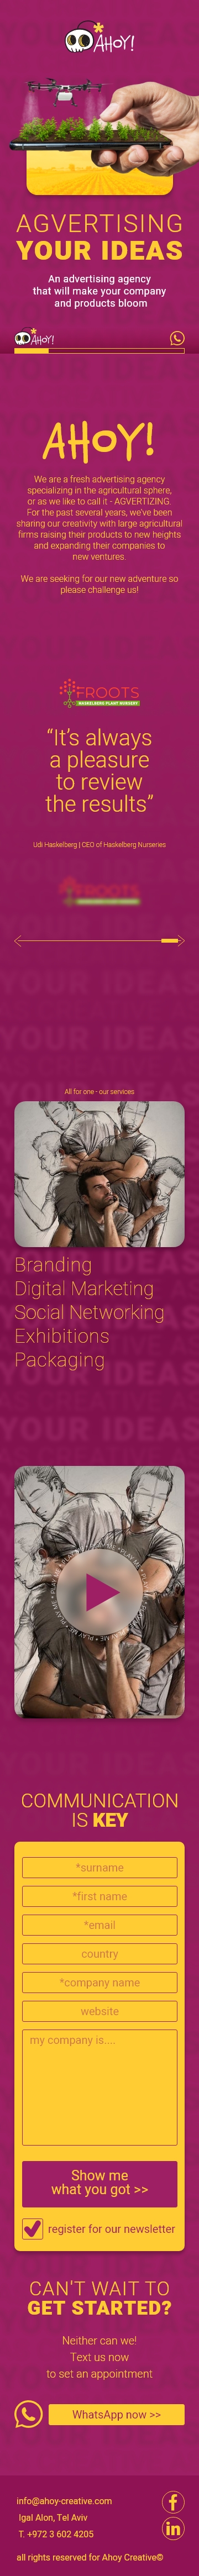 AHOY!
AGVERTISING
YOUR IDEAS
An advertising agency
that will make your company
and products bloom
AHOY!
AHOY!
We are a fresh advertising agency
specializing in the agricultural sphere,
or as we like to call it - AGVERTIZING.
For the past several years, we've been
sharing our creativity with large agricultural
firms raising their products to new heights
and expanding their companies to
new ventures.
We are seeking for our new adventure so
please challenge us!
FROOTS
HASKELBERG PLANT NURSERY
“It’s always
a pleasure
to review
the results”
Udi Haskelberg | CEO of Haskelberg Nurseries
All for one - our services
Branding
Digital Marketing
Social Networking
Exhibitions
Packaging
COMMUNICATION
IS KEY
*surname
*first name
*email
country
*company name
website
my company is....
Show me
what you got >>
register for our newsletter
CAN'T WAIT TO
GET STARTED?
Neither can we!
Text us now
to set an appointment
WhatsApp now >>
info@ahoy-creative.com
Igal Alon, Tel Aviv
T. +972 3 602 4205
all rights reserved for Ahoy Creative©